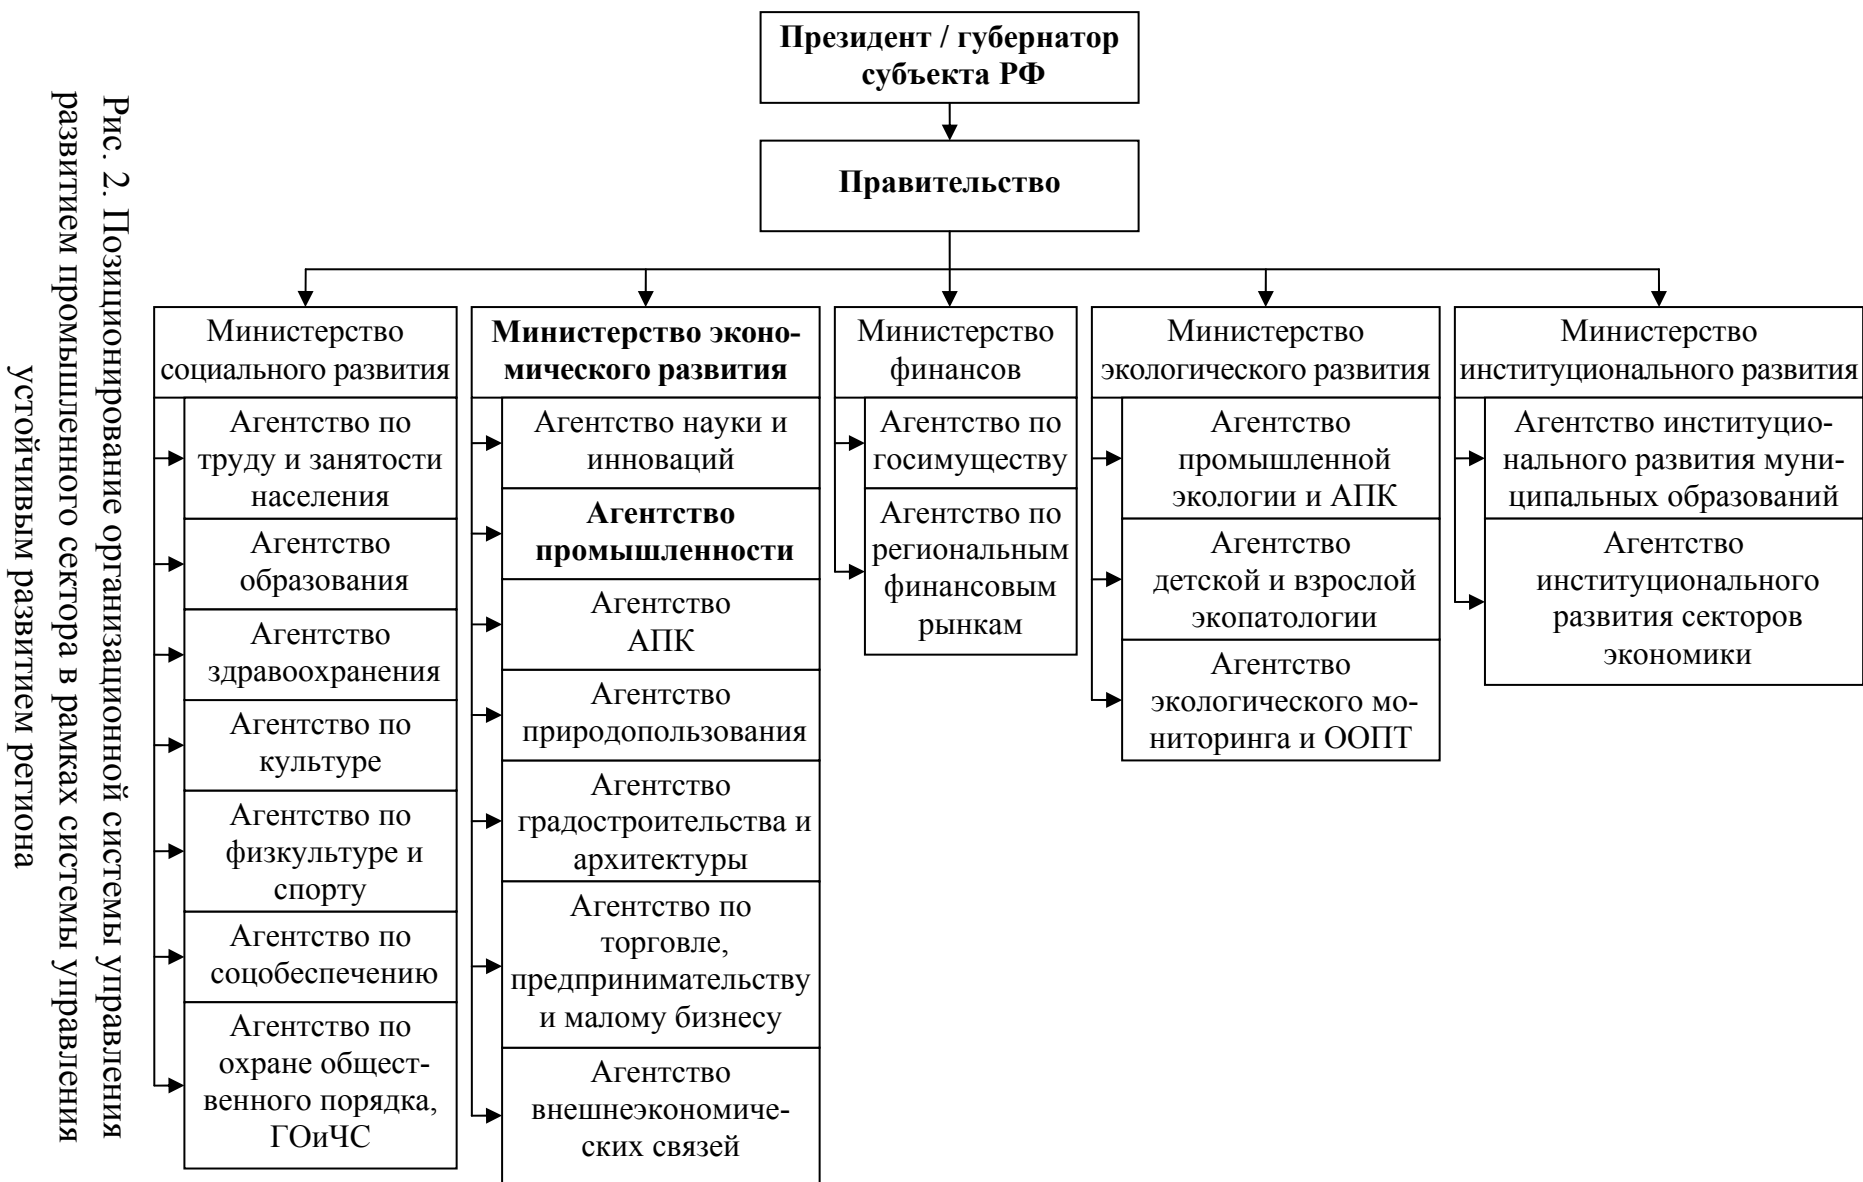 Президент / губернатор
субъекта РФ
Правительство
Министерство
социального развития
Агентство по
труду и занятости
населения
Агентство
образования
Агентство
здравоохранения
Агентство по
культуре
Агентство по
физкультуре и
спорту
Агентство по
соцобеспечению
Агентство по
охране общест-
венного порядка,
ГОиЧС
Министерство эконо-
мического развития
Агентство науки и
инноваций
Агентство
промышленности
Агентство
АПК
Агентство
природопользования
Агентство
градостроительства и
архитектуры
Агентство по
торговле,
предпринимательству
и малому бизнесу
Агентство
внешнеэкономиче-
ских связей
Министерство
финансов
Агентство по
госимуществу
Агентство по
региональным
финансовым
рынкам
Министерство
экологического развития
Агентство
промышленной
экологии и АПК
Агентство
детской и взрослой
экопатологии
Агентство
экологического мо-
ниторинга и ООПТ
Министерство
институционального развития
Агентство институцио-
нального развития муни-
ципальных образований
Агентство
институционального
развития секторов
экономики
Рис. 2. Позиционирование организационной системы управления
развитием промышленного сектора в рамках системы управления
устойчивым развитием региона